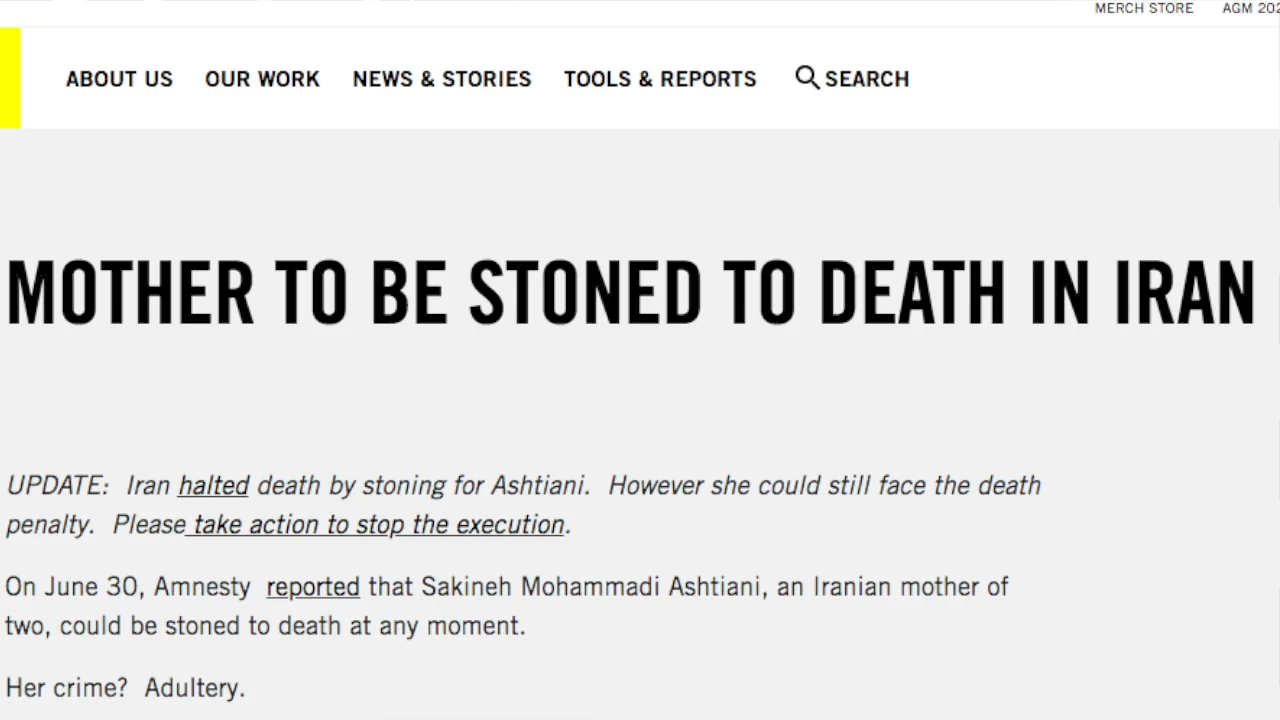 MERCH STORE AGM 202
ABOUT US OUR WORK NEWS & STORIES TOOLS & REPORTS SEARCH
MOTHER TO BE STONED TO DEATH IN IRAN
UPDATE: Iran halted death by stoning for Ashtiani. However she could still face the death
penalty. Please take action to stop the execution.
On June 30, Amnesty reported that Sakineh Mohammadi Ashtiani, an Iranian mother of
two, could be stoned to death at any moment.
Her crime? Adultery.